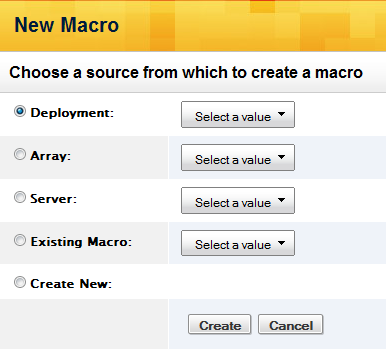 New Macro
Choose a source from which to create a macro
Deployment: Select a value
Array: Select a value
Server: Select a value
Existing Macro: Select a value
Create New:
Create Cancel